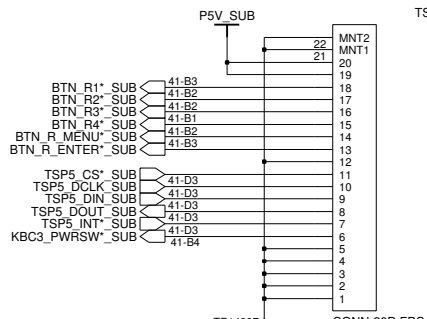 P5V_SUB
TS
MNT2
22
MNT1
21
20
19
BTN_R1*_SUB 41-B3 18
BTN_R2*_SUB 41-B2 17
BTN_R3*_SUB 41-B2 16
BTN_R4*_SUB 41-B1 15
BTN_R_MENU*_SUB 41-B2 14
BTN_R_ENTER*_SUB 41-B3 13
12
TSP5_CS*_SUB 11
TSP5_DCLK_SUB 41-D3 10
TSP5_DIN_SUB 41-D3 9
TSP5_DOUT_SUB 41-D3 8
TSP5_INT*_SUB 41-D3 7
KBC3_PWRSW*_SUB 41-D3 6
41-B4 5
4
3
2
1